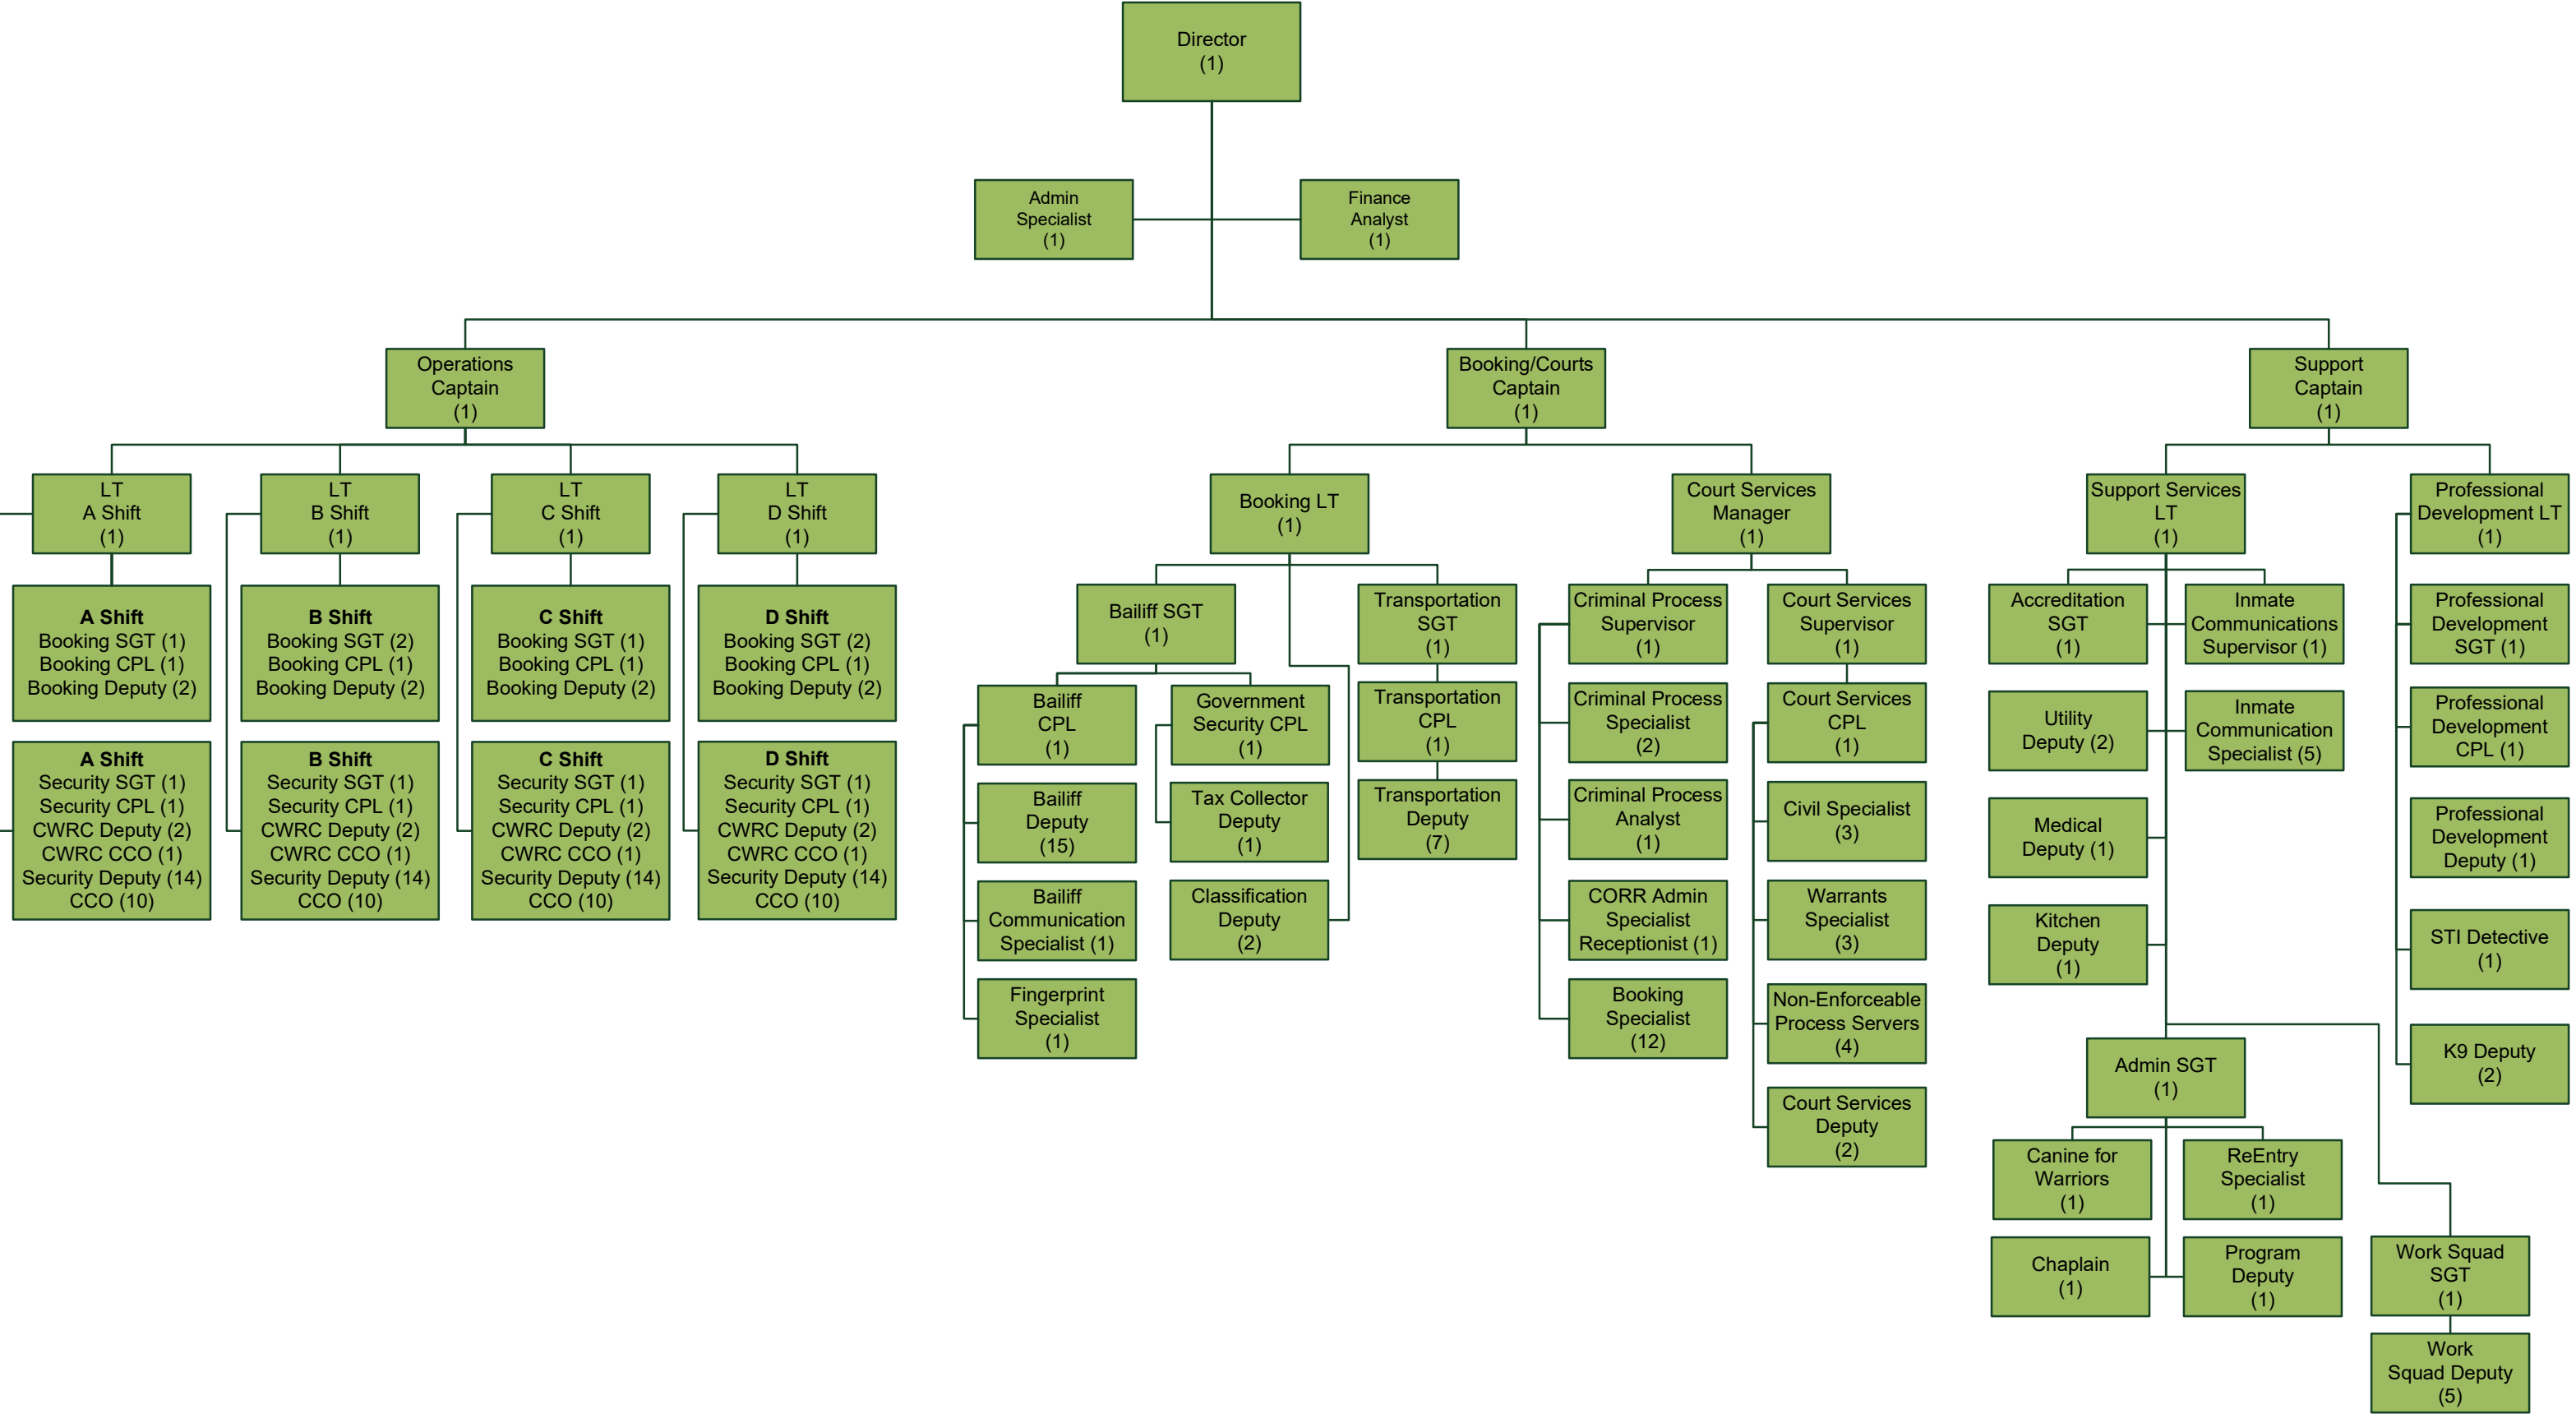 Director
(1)
Admin
Specialist
(1)
Finance
Analyst
(1)
Operations
Captain
(1)
Booking/Courts
Captain
(1)
Support
Captain
(1)
LT
A Shift
(1)
LT
B Shift
(1)
LT
C Shift
(1)
LT
D Shift
(1)
A Shift
Booking SGT (1)
Booking CPL (1)
Booking Deputy (2)
B Shift
Booking SGT (2)
Booking CPL (1)
Booking Deputy (2)
C Shift
Booking SGT (1)
Booking CPL (1)
Booking Deputy (2)
D Shift
Booking SGT (2)
Booking CPL (1)
Booking Deputy (2)
A Shift
Security SGT (1)
Security CPL (1)
CWRC Deputy (2)
CWRC CCO (1)
Security Deputy (14)
CCO (10)
B Shift
Security SGT (1)
Security CPL (1)
CWRC Deputy (2)
CWRC CCO (1)
Security Deputy (14)
CCO (10)
C Shift
Security SGT (1)
Security CPL (1)
CWRC Deputy (2)
CWRC CCO (1)
Security Deputy (14)
CCO (10)
D Shift
Security SGT (1)
Security CPL (1)
CWRC Deputy (2)
CWRC CCO (1)
Security Deputy (14)
CCO (10)
Booking LT
(1)
Court Services
Manager
(1)
Bailiff SGT
(1)
Bailiff
CPL
(1)
Bailiff
Deputy
(15)
Bailiff
Communication
Specialist (1)
Fingerprint
Specialist
(1)
Government
Security CPL
(1)
Tax Collector
Deputy
(1)
Classification
Deputy
(2)
Transportation
SGT
(1)
Transportation
CPL
(1)
Transportation
Deputy
(7)
Criminal Process
Supervisor
(1)
Criminal Process
Specialist
(2)
Criminal Process
Analyst
(1)
CORR Admin
Specialist
Receptionist (1)
Booking
Specialist
(12)
Court Services
Supervisor
(1)
Court Services
CPL
(1)
Civil Specialist
(3)
Warrants
Specialist
(3)
Non-Enforceable
Process Servers
(4)
Court Services
Deputy
(2)
Support Services
LT
(1)
Accreditation
SGT
(1)
Inmate
Communications
Supervisor (1)
Utility
Deputy (2)
Inmate
Communication
Specialist (5)
Medical
Deputy (1)
Kitchen
Deputy
(1)
Admin SGT
(1)
Canine for
Warriors
(1)
ReEntry
Specialist
(1)
Chaplain
(1)
Program
Deputy
(1)
Work Squad
SGT
(1)
Work
Squad Deputy
(5)
Professional
Development LT
(1)
Professional
Development
SGT (1)
Professional
Development
CPL (1)
Professional
Development
Deputy (1)
STI Detective
(1)
K9 Deputy
(2)